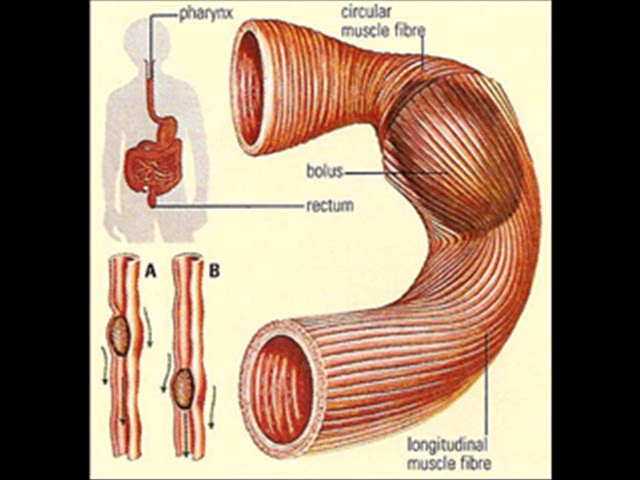 pharynx
circular
muscle fibre
bolus
rectum
A
B
longitudinal
muscle fibre